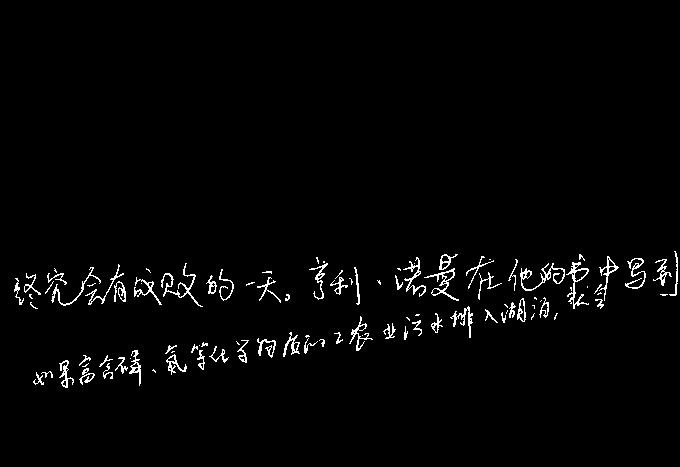 终究会有成败的一天。亨利·诺曼在他的书中写到
如果富含磷、氮等化学物质的工农业污水排入湖泊,就会